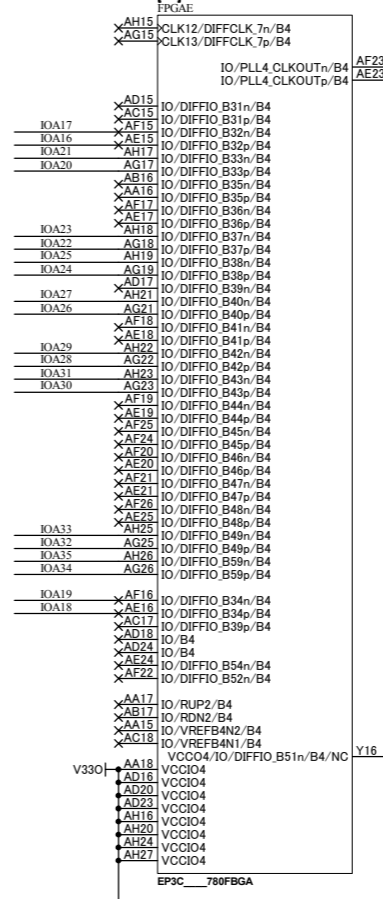 FPGAE
AH15 CLK12/DIFFCLK_7n/B4
AG15 CLK13/DIFFCLK_7p/B4
IO/PLL4_CLKOUTn/B4 AF23
IO/PLL4_CLKOUTp/B4 AE23
AD15 IO/DIFFIO_B31n/B4
AC15 IO/DIFFIO_B31p/B4
IOA17 AF15 IO/DIFFIO_B32n/B4
IOA16 AE15 IO/DIFFIO_B32p/B4
IOA21 AH17 IO/DIFFIO_B33n/B4
IOA20 AG17 IO/DIFFIO_B33p/B4
AB16 IO/DIFFIO_B35n/B4
AA16 IO/DIFFIO_B35p/B4
AF17 IO/DIFFIO_B36n/B4
AE17 IO/DIFFIO_B36p/B4
IOA23 AH18 IO/DIFFIO_B37n/B4
IOA22 AG18 IO/DIFFIO_B37p/B4
IOA25 AH19 IO/DIFFIO_B38n/B4
IOA24 AG19 IO/DIFFIO_B38p/B4
AD17 IO/DIFFIO_B39n/B4
IOA27 AH21 IO/DIFFIO_B40n/B4
IOA26 AG21 IO/DIFFIO_B40p/B4
AF18 IO/DIFFIO_B41n/B4
AE18 IO/DIFFIO_B41p/B4
IOA29 AH22 IO/DIFFIO_B42n/B4
IOA28 AG22 IO/DIFFIO_B42p/B4
IOA31 AH23 IO/DIFFIO_B43n/B4
IOA30 AG23 IO/DIFFIO_B43p/B4
AF19 IO/DIFFIO_B44n/B4
AE19 IO/DIFFIO_B44p/B4
AF25 IO/DIFFIO_B45n/B4
AF24 IO/DIFFIO_B45p/B4
AF20 IO/DIFFIO_B46n/B4
AE20 IO/DIFFIO_B46p/B4
AF21 IO/DIFFIO_B47n/B4
AE21 IO/DIFFIO_B47p/B4
AF26 IO/DIFFIO_B48n/B4
AE25 IO/DIFFIO_B48p/B4
IOA33 AH25 IO/DIFFIO_B49n/B4
IOA32 AG25 IO/DIFFIO_B49p/B4
IOA35 AH26 IO/DIFFIO_B59n/B4
IOA34 AG26 IO/DIFFIO_B59p/B4
IOA19 AF16 IO/DIFFIO_B34n/B4
IOA18 AE16 IO/DIFFIO_B34p/B4
AC17 IO/DIFFIO_B39p/B4
AD18 IO/B4
AD24 IO/B4
AE24 IO/DIFFIO_B54n/B4
AF22 IO/DIFFIO_B52n/B4
AA17 IO/RUP2/B4
AB17 IO/RDN2/B4
AA15 IO/VREFB4N2/B4
AC18 IO/VREFB4N1/B4
VCCO4/IO/DIFFIO_B51n/B4/NC Y16
V33O AA18 VCCIO4
AD16 VCCIO4
AD20 VCCIO4
AD23 VCCIO4
AH16 VCCIO4
AH20 VCCIO4
AH24 VCCIO4
AH27 VCCIO4
EP3C___780FBGA